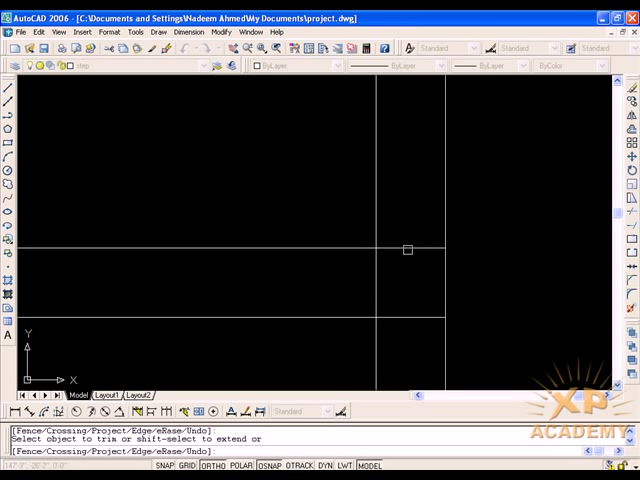 AutoCAD 2006 - [C:\Documents and Settings\Nadeem Ahmed\My Documents\project.dwg]
File Edit View Insert Format Tools Draw Dimension Modify Window Help
Standard Standard Standard
step ByLayer ByLayer ByLayer ByColor
A
Y
X
Model Layout1 Layout2
Standard
XP
ACADEMY
[Fence/Crossing/Project/Edge/eRase/Undo]:
Select object to trim or shift-select to extend or
[Fence/Crossing/Project/Edge/eRase/Undo]:
SNAP GRID ORTHO POLAR OSNAP OTRACK DYN LWT MODEL